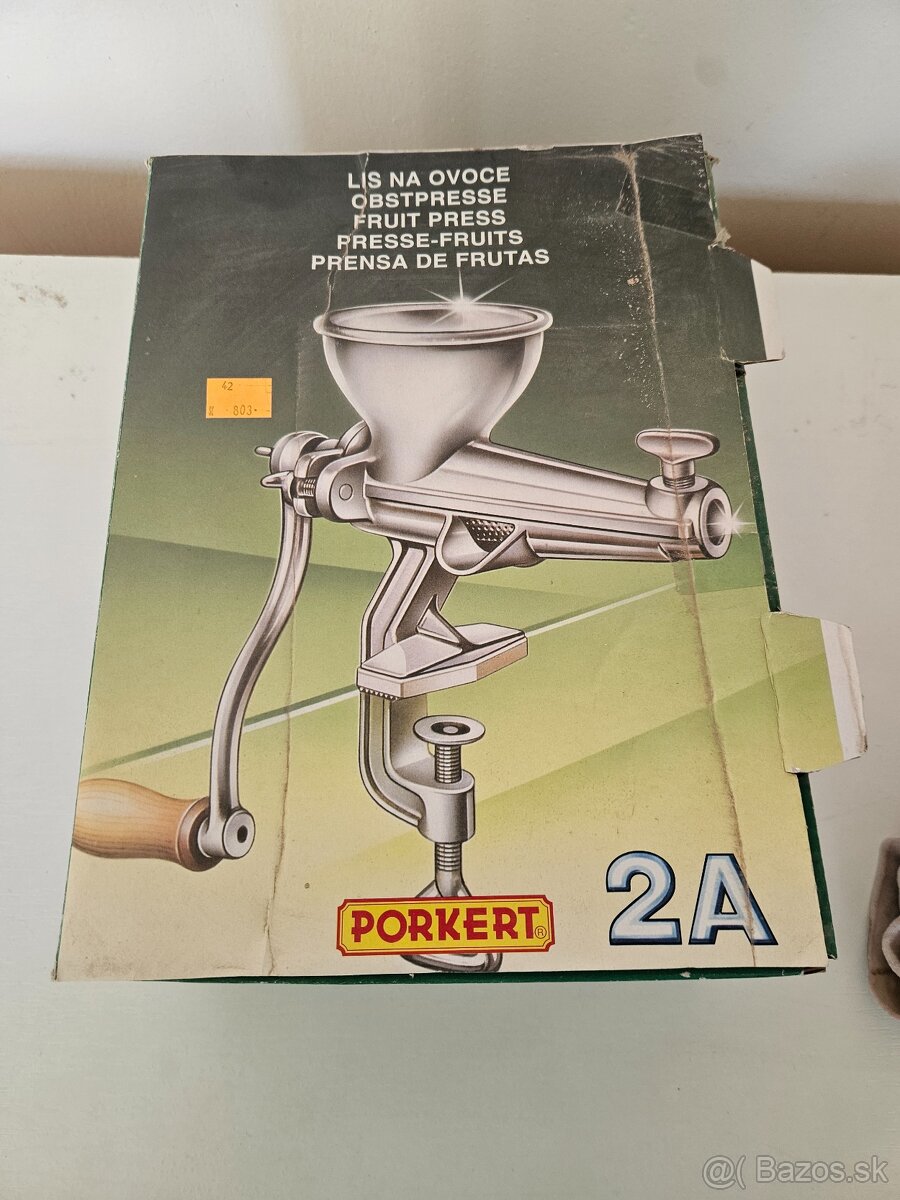 LIS NA OVOCE
OBSTPRESSE
FRUIT PRESS
PRESSE-FRUITS
PRENSA DE FRUTAS
42
803-
PORKERT®
2A
@( Bazos.sk